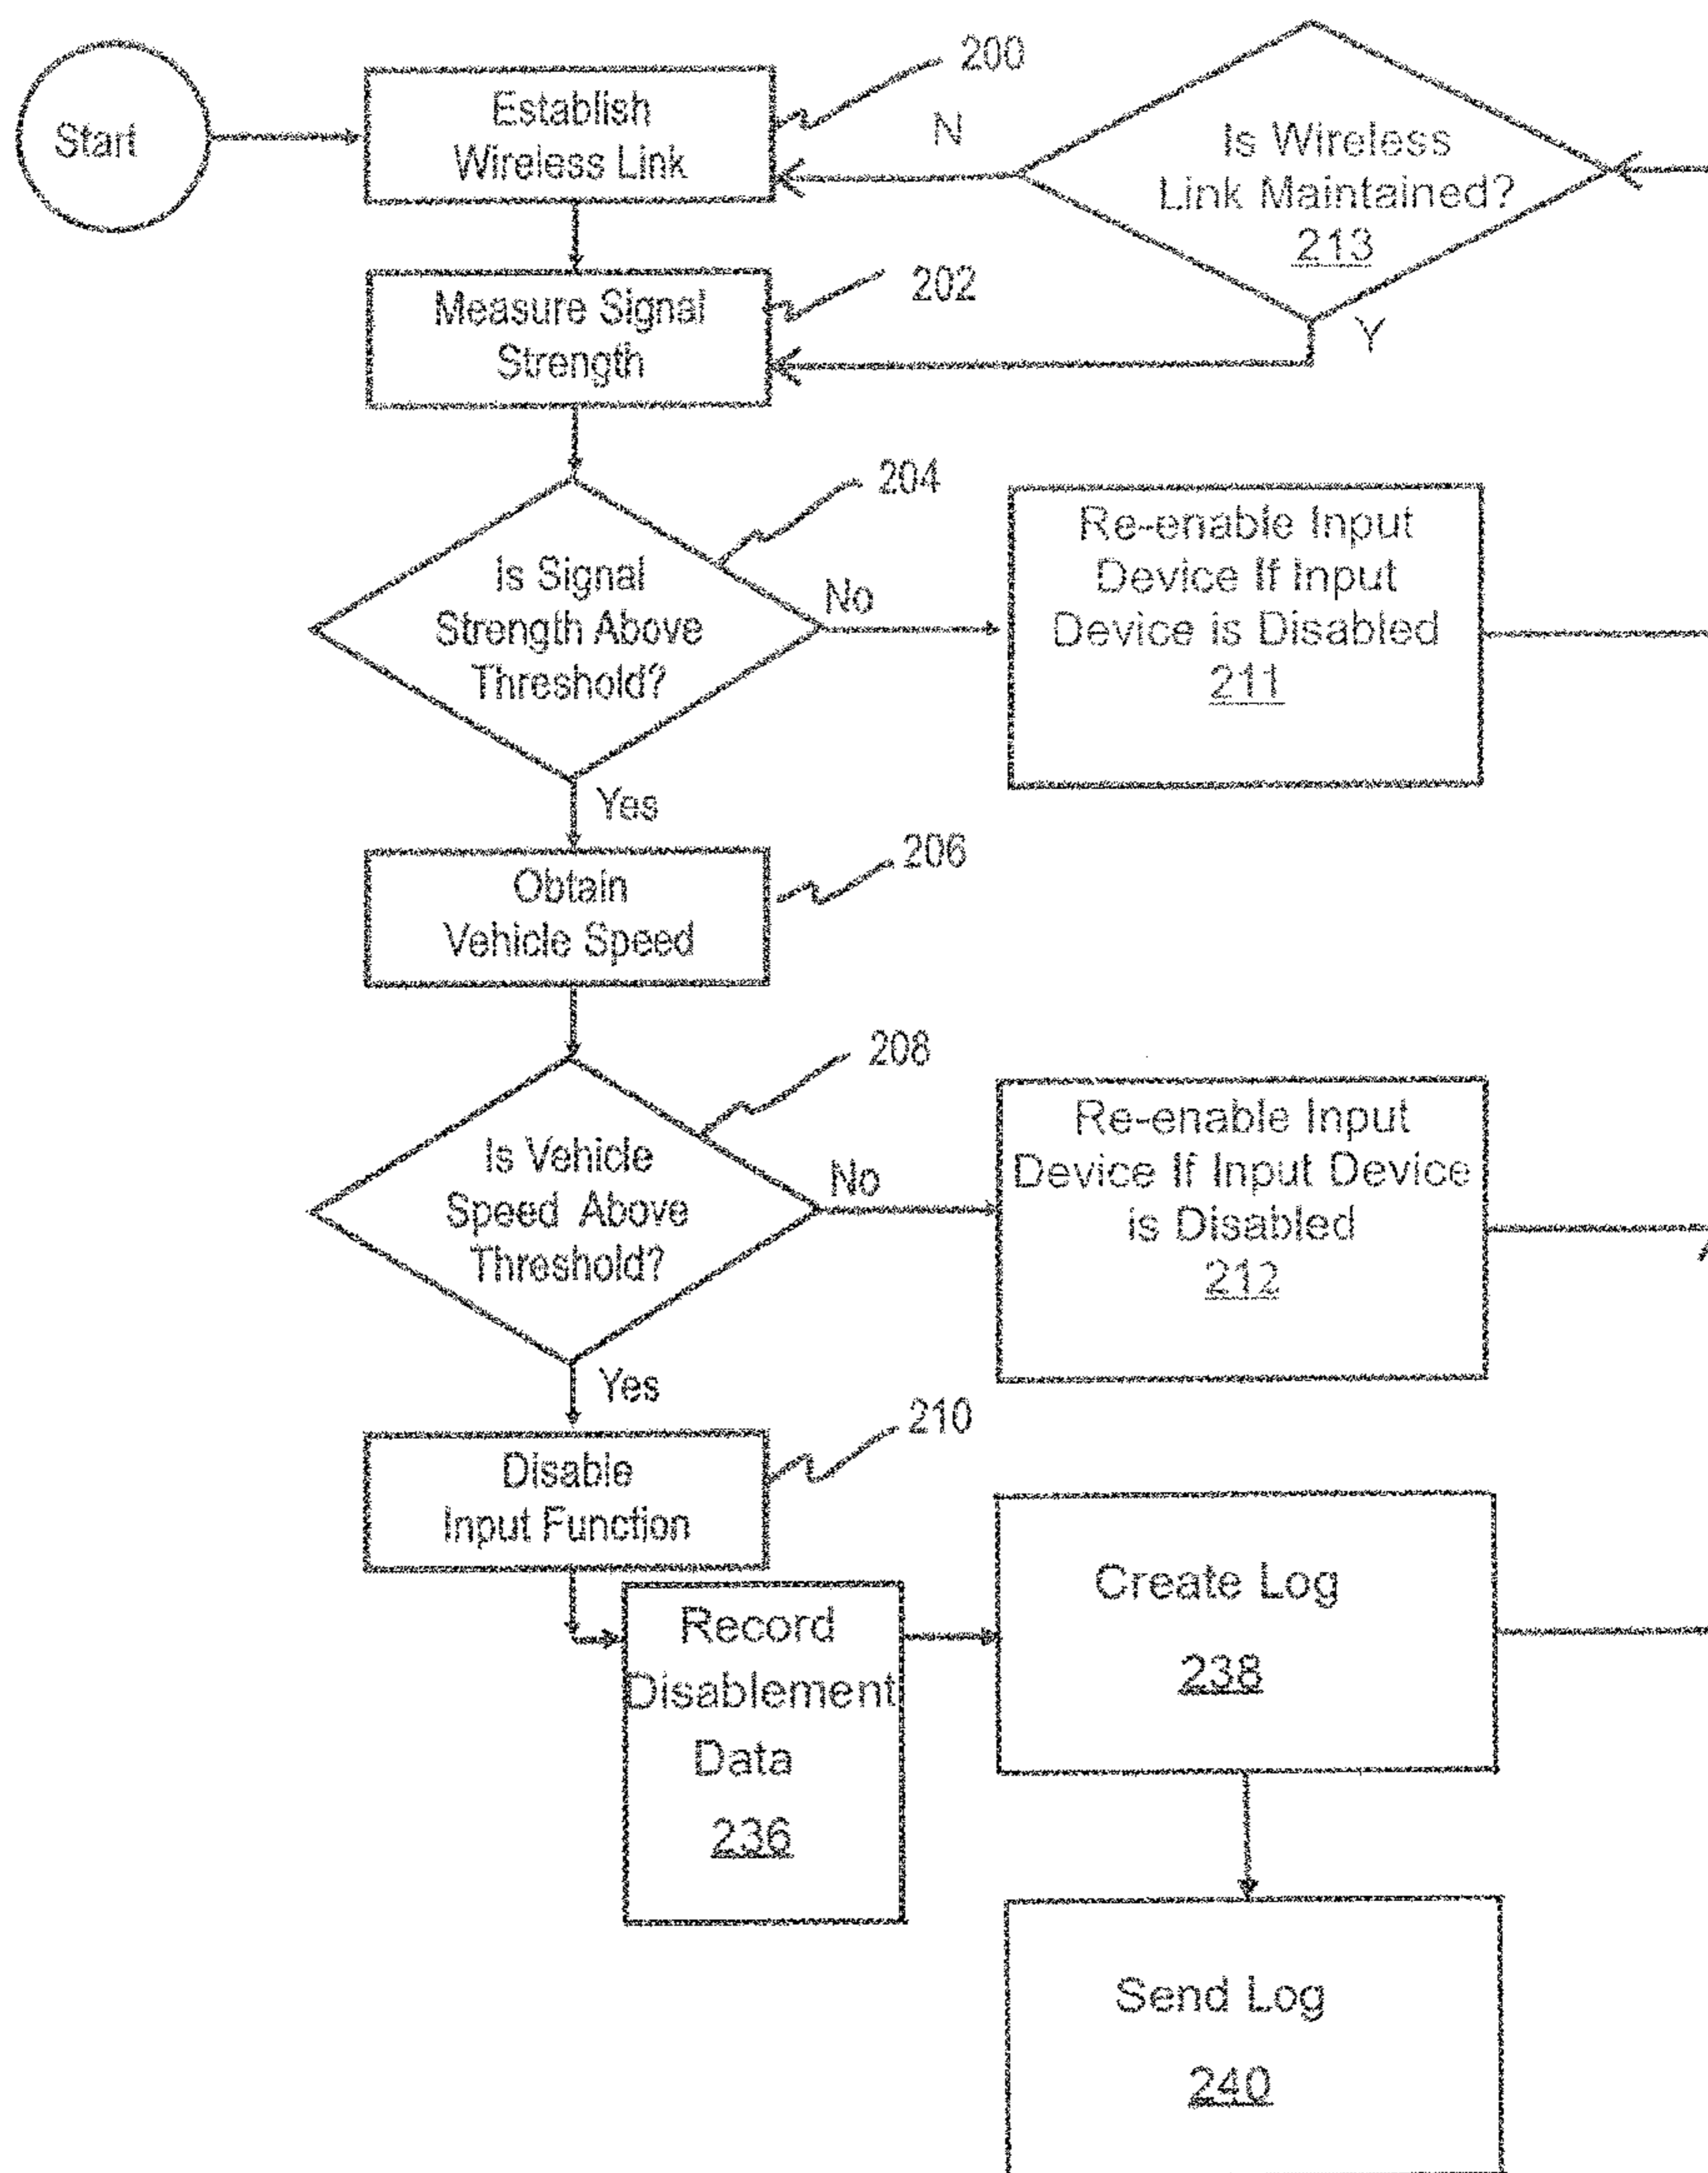 Start
Establish
Wireless Link
200
N
Is Wireless
Link Maintained?
213
Y
Measure Signal
Strength
202
204
Is Signal
Strength Above
Threshold?
No
Re-enable Input
Device If Input
Device is Disabled
211
Yes
206
Obtain
Vehicle Speed
208
Is Vehicle
Speed Above
Threshold?
No
Re-enable Input
Device If Input Device
is Disabled
212
Yes
210
Disable
Input Function
Record
Disablement
Data
236
Create Log
238
Send Log
240